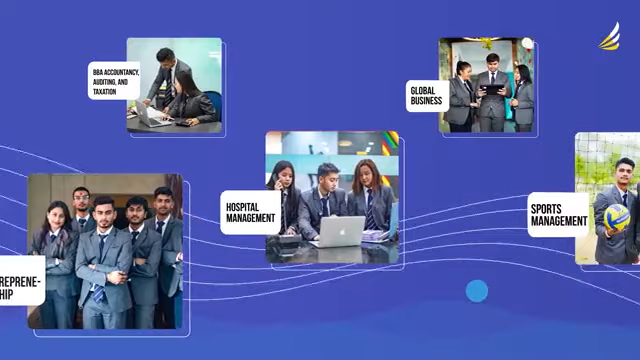 BBA ACCOUNTANCY,
AUDITING, AND
TAXATION
GLOBAL
BUSINESS
HOSPITAL
MANAGEMENT
SPORTS
MANAGEMENT
REPRENE-
HIP